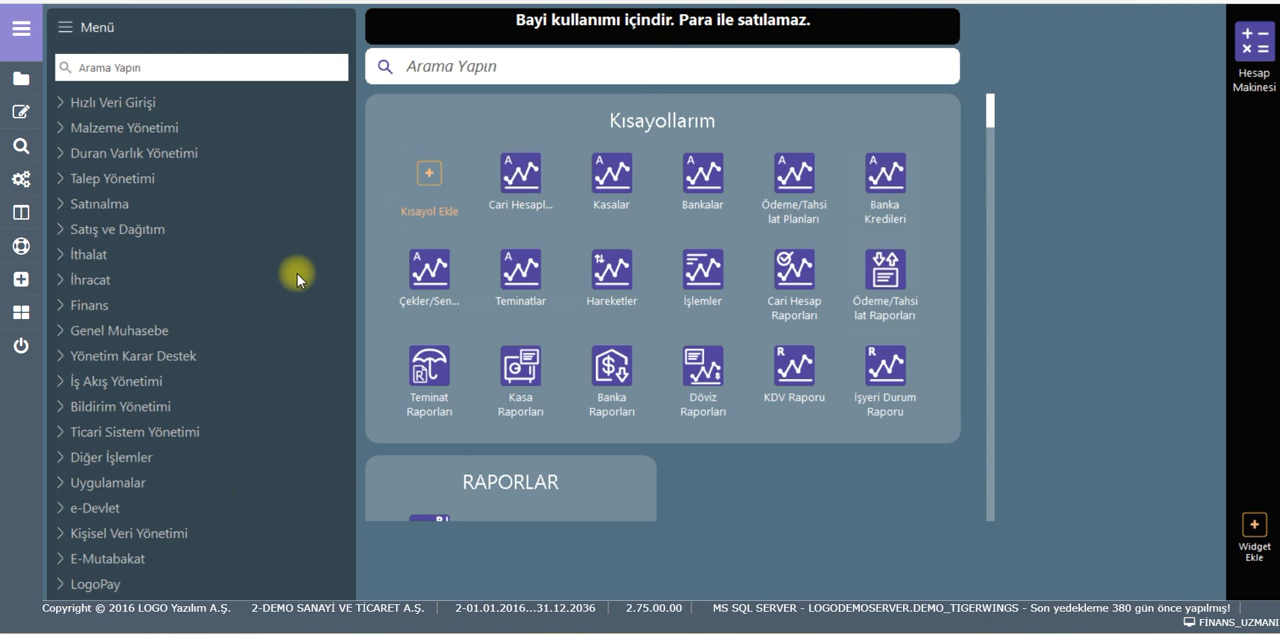 Menü
Arama Yapın
Hızlı Veri Girişi
Malzeme Yönetimi
Duran Varlık Yönetimi
Talep Yönetimi
Satınalma
Satış ve Dağıtım
İthalat
İhracat
Finans
Genel Muhasebe
Yönetim Karar Destek
İş Akış Yönetimi
Bildirim Yönetimi
Ticari Sistem Yönetimi
Diğer İşlemler
Uygulamalar
e-Devlet
Kişisel Veri Yönetimi
E-Mutabakat
LogoPay
Bayi kullanımı içindir. Para ile satılamaz.
Arama Yapın
Kısayollarım
Kısayol Ekle
Cari Hesapl...
Kasalar
Bankalar
Ödeme/Tahsi
lat Planları
Banka
Kredileri
Çekler/Sen...
Teminatlar
Hareketler
İşlemler
Cari Hesap
Raporları
Ödeme/Tahsi
lat Raporları
Teminat
Raporları
Kasa
Raporları
Banka
Raporları
Döviz
Raporları
KDV Raporu
İşyeri Durum
Raporu
RAPORLAR
Hesap
Makinesi
Widget
Ekle
Copyright © 2016 LOGO Yazılım A.Ş. 2-DEMO SANAYİ VE TİCARET A.Ş. 2-01.01.2016...31.12.2036 2.75.00.00 MS SQL SERVER - LOGODEMOSERVER.DEMO_TIGERWINGS - Son yedekleme 380 gün önce yapılmış!
FİNANS_UZMANI